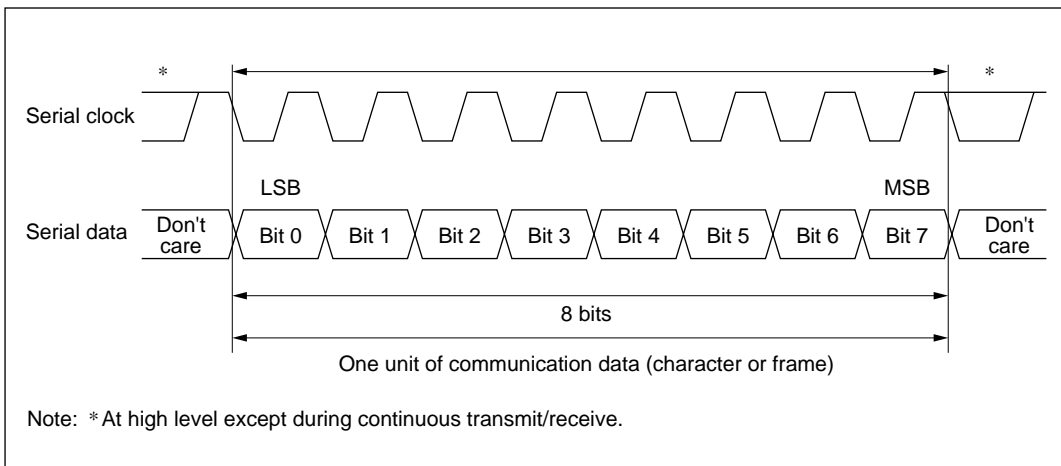 * *
Serial clock
LSB MSB
Serial data Don't care Bit 0 Bit 1 Bit 2 Bit 3 Bit 4 Bit 5 Bit 6 Bit 7 Don't care
8 bits
One unit of communication data (character or frame)
Note: * At high level except during continuous transmit/receive.